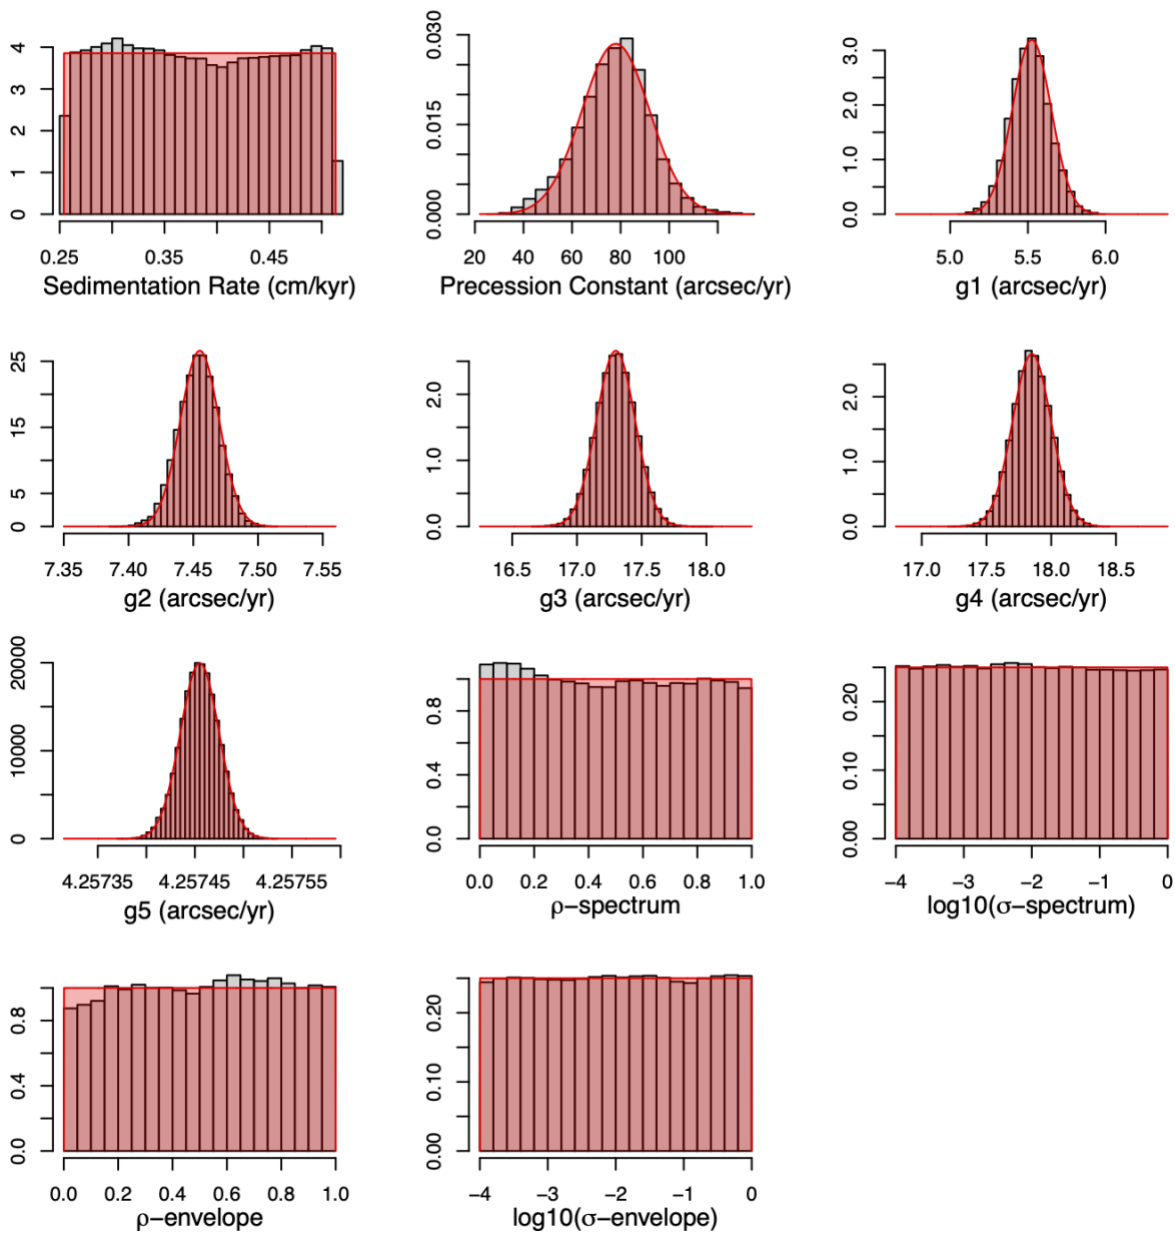 0 1 2 3 4
0.25 0.35 0.45
Sedimentation Rate (cm/kyr)
0.000 0.015 0.030
20 40 60 80 100
Precession Constant (arcsec/yr)
0.0 1.0 2.0 3.0
5.0 5.5 6.0
g1 (arcsec/yr)
0 5 15 25
7.35 7.40 7.45 7.50 7.55
g2 (arcsec/yr)
0.0 1.0 2.0
16.5 17.0 17.5 18.0
g3 (arcsec/yr)
0.0 1.0 2.0
17.0 17.5 18.0 18.5
g4 (arcsec/yr)
0 10000 20000
4.25735 4.25745 4.25755
g5 (arcsec/yr)
0.0 0.4 0.8
0.0 0.2 0.4 0.6 0.8 1.0
ρ−spectrum
0.00 0.10 0.20
−4 −3 −2 −1 0
log10(σ−spectrum)
0.0 0.4 0.8
0.0 0.2 0.4 0.6 0.8 1.0
ρ−envelope
0.00 0.10 0.20
−4 −3 −2 −1 0
log10(σ−envelope)